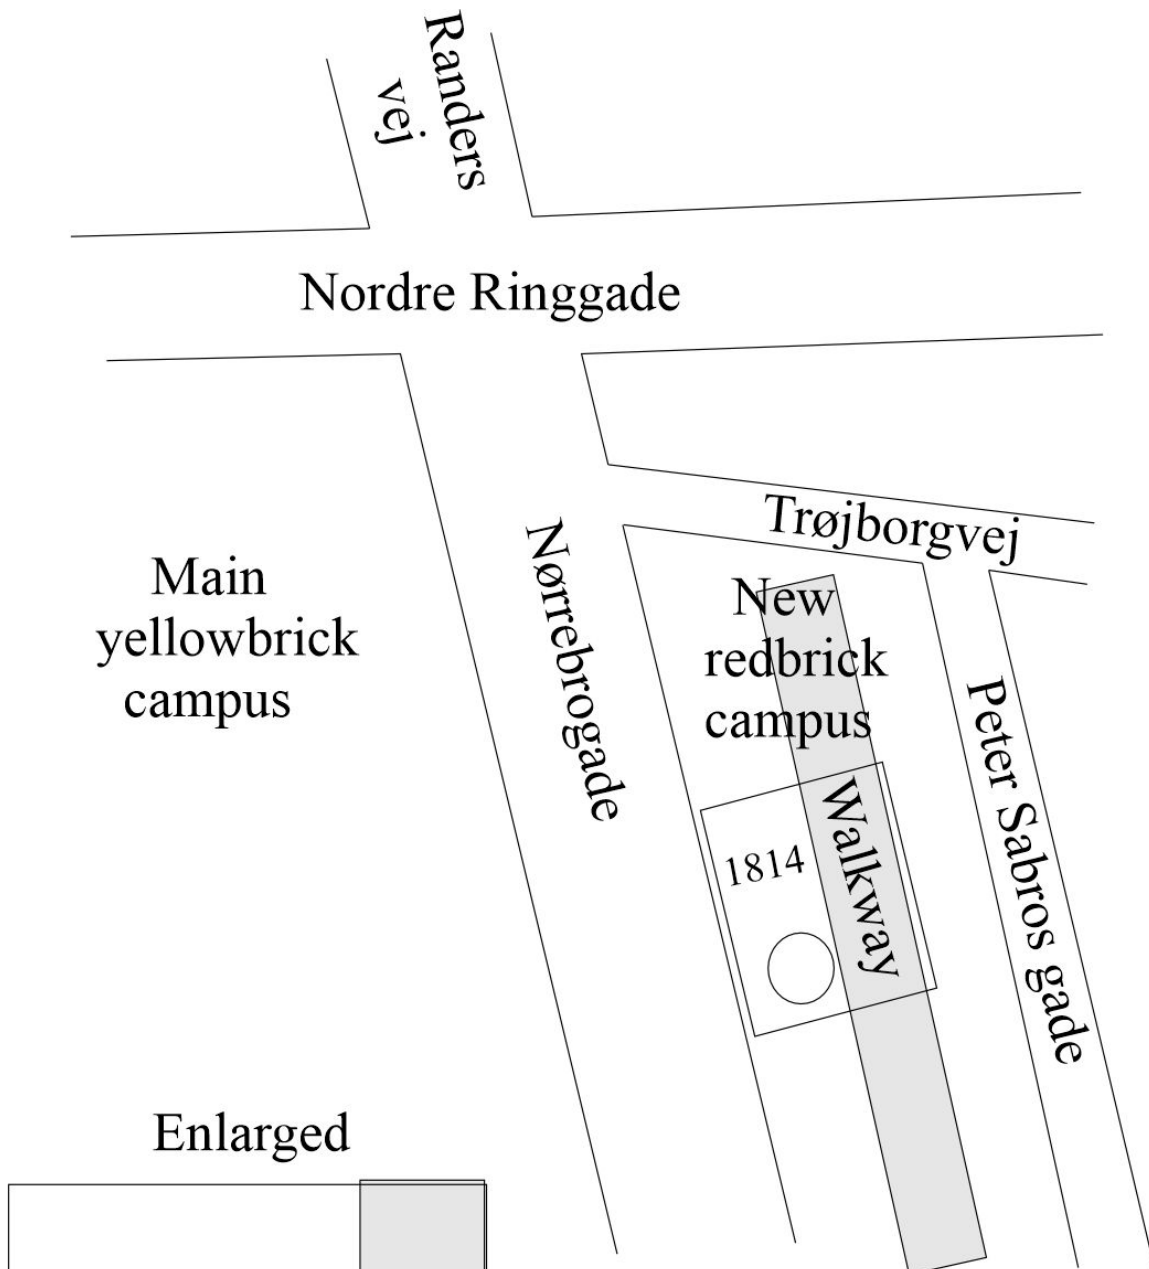 Randers
vej
Nordre Ringgade
Trøjborgvej
Nørrebrogade
Main
yellowbrick
campus
New
redbrick
campus
Peter Sabros gade
Walkway
1814
Enlarged